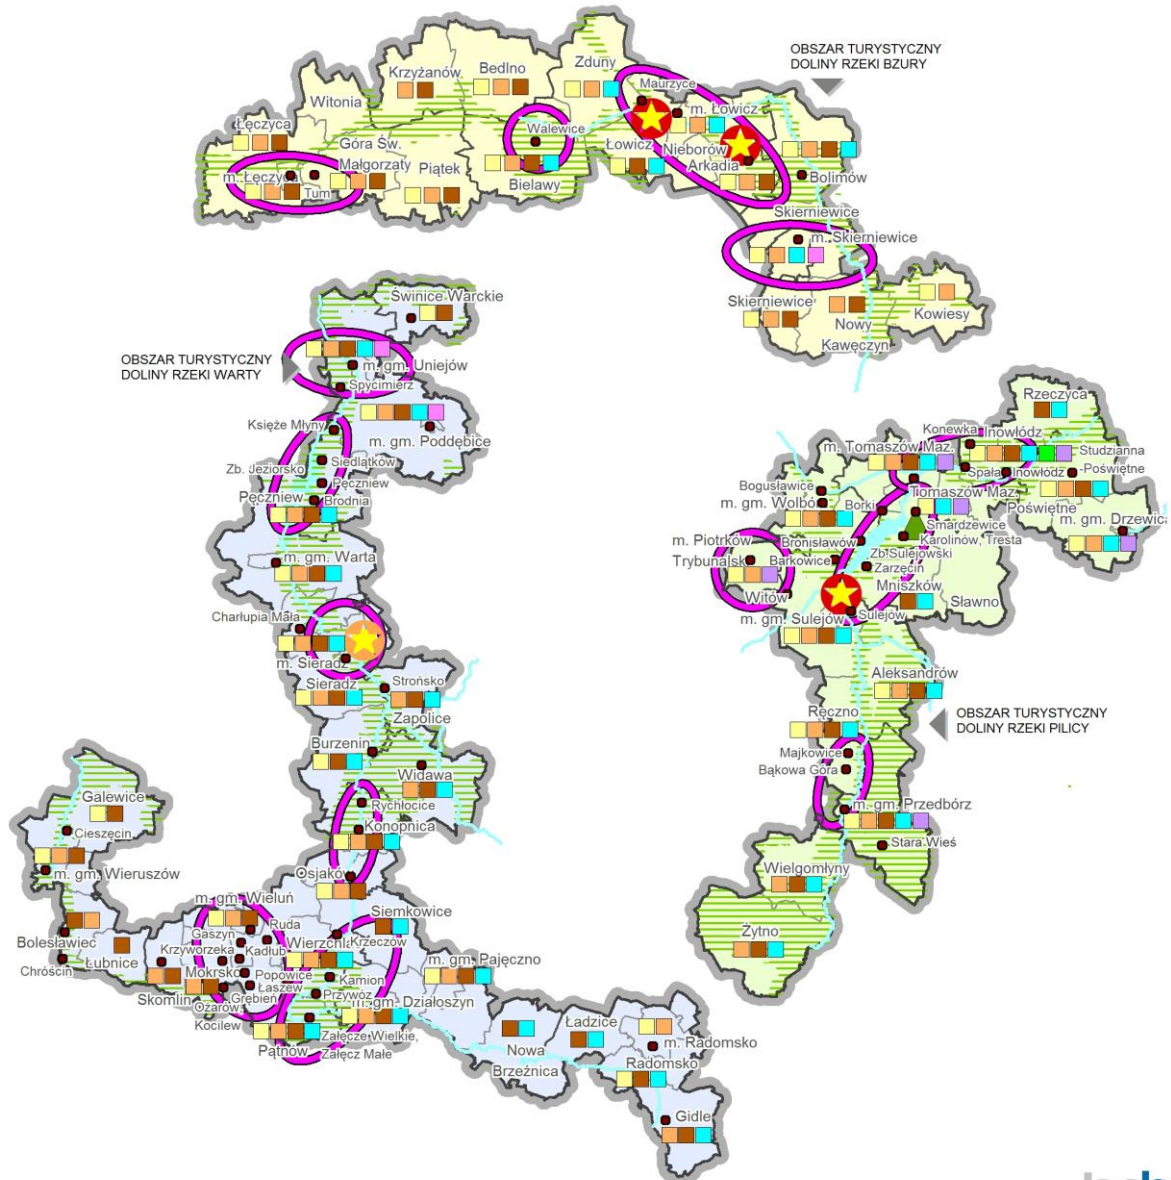 OBSZAR TURYSTYCZNY
DOLINY RZEKI BZURY
Zduny
Bedlno
Krzyżanów
Maurzyce
Witonia
m. Łowicz
Łęczyca
Góra Św.
Małgorzaty
Walewice
Łowicz
Nieborów
Arkadia
m. Łęczyca
Tum
Piątek
Bielawy
Bolimów
Skierniewice
m. Skierniewice
Skierniewice
Nowy
Kawęczyn
Kowiesy
Świnice Warckie
OBSZAR TURYSTYCZNY
DOLINY RZEKI WARTY
m. gm. Uniejów
Spycimierz
Księże Młyny
m. gm. Poddębice
Siedlątków
Zb. Jeziorsko
Pęczniew
Pęczniew
Brodnia
m. gm. Warta
Charłupia Mała
m. Sieradz
Sieradz
Strońsko
Zapolice
Burzenin
Widawa
Rychłocice
Konopnica
Osjaków
Galewice
Cieszęcin
m. gm. Wieruszów
Bolesławiec
Chróścin
Łubnice
m. gm. Wieluń
Gaszyn
Ruda
Krzyworzeka
Kadłub
Mokrsko
Popowice
Łaszew
Skomlin
Grębień
Ożarów,
Kocilew
Siemkowice
Wierzchlas
Krzeczów
Kamion
Przywóz
m. gm. Działoszyn
m. gm. Pajęczno
Pątnów
Załęcze Wielkie,
Załęcz Małe
Nowa
Brzeźnica
Ładzice
m. Radomsko
Radomsko
Gidle
Rzeczyca
Konewka
Inowłódz
Studzianna
-Poświętne
m. Tomaszów Maz.
Spała
Inowłódz
Bogusławice
m. gm. Wolbórz
Borki
Tomaszów Maz.
Poświętne
m. gm. Drzewica
Smardzewice
Karolinów, Tresta
Bronisławów
m. Piotrków
Trybunalski
Barkowice
Zb. Sulejowski
Zarzęcin
Mniszków
Sławno
Witów
m. gm. Sulejów
Sulejów
Aleksandrów
Ręczno
OBSZAR TURYSTYCZNY
DOLINY RZEKI PILICY
Majkowice
Bąkowa Góra
m. gm. Przedbórz
Stara Wieś
Wielgomłyny
Żytno